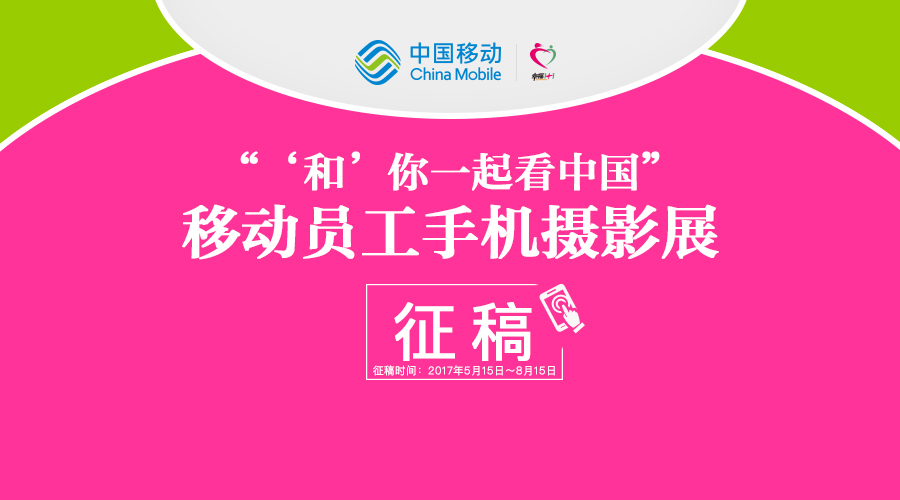 中国移动
China Mobile
幸福1+1
“‘和’你一起看中国”
移动员工手机摄影展
征稿
征稿时间：2017年5月15日～8月15日